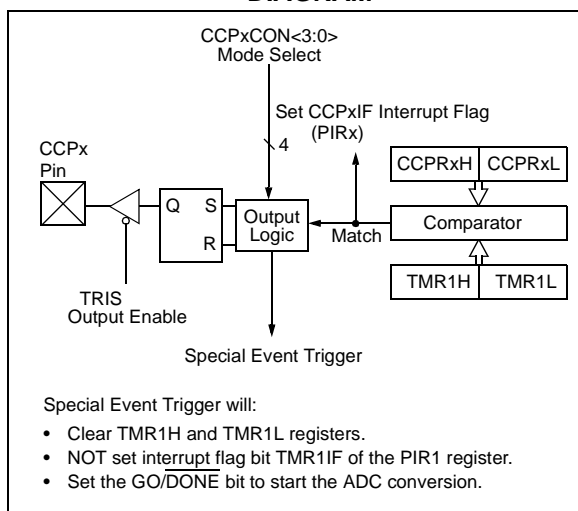 CCPxCON<3:0>
Mode Select
Set CCPxIF Interrupt Flag
(PIRx)
4
CCPx
Pin
CCPRxH CCPRxL
Q S
R
Output
Logic
Match
Comparator
TRIS
Output Enable
TMR1H TMR1L
Special Event Trigger
Special Event Trigger will:
• Clear TMR1H and TMR1L registers.
• NOT set interrupt flag bit TMR1IF of the PIR1 register.
• Set the GO/DONE bit to start the ADC conversion.